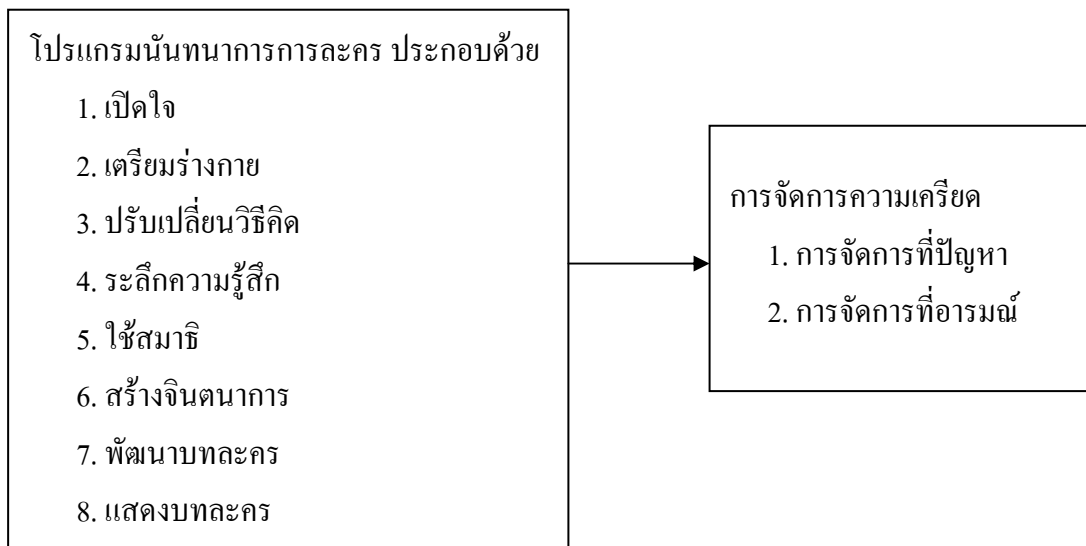 โปรแกรมนันทนาการการละคร ประกอบด้วย
1. เปิดใจ
2. เตรียมร่างกาย
3. ปรับเปลี่ยนวิธีคิด
4. ระลึกความรู้สึก
5. ใช้สมาธิ
6. สร้างจินตนาการ
7. พัฒนาบทละคร
8. แสดงบทละคร
การจัดการความเครียด
1. การจัดการที่ปัญหา
2. การจัดการที่อารมณ์